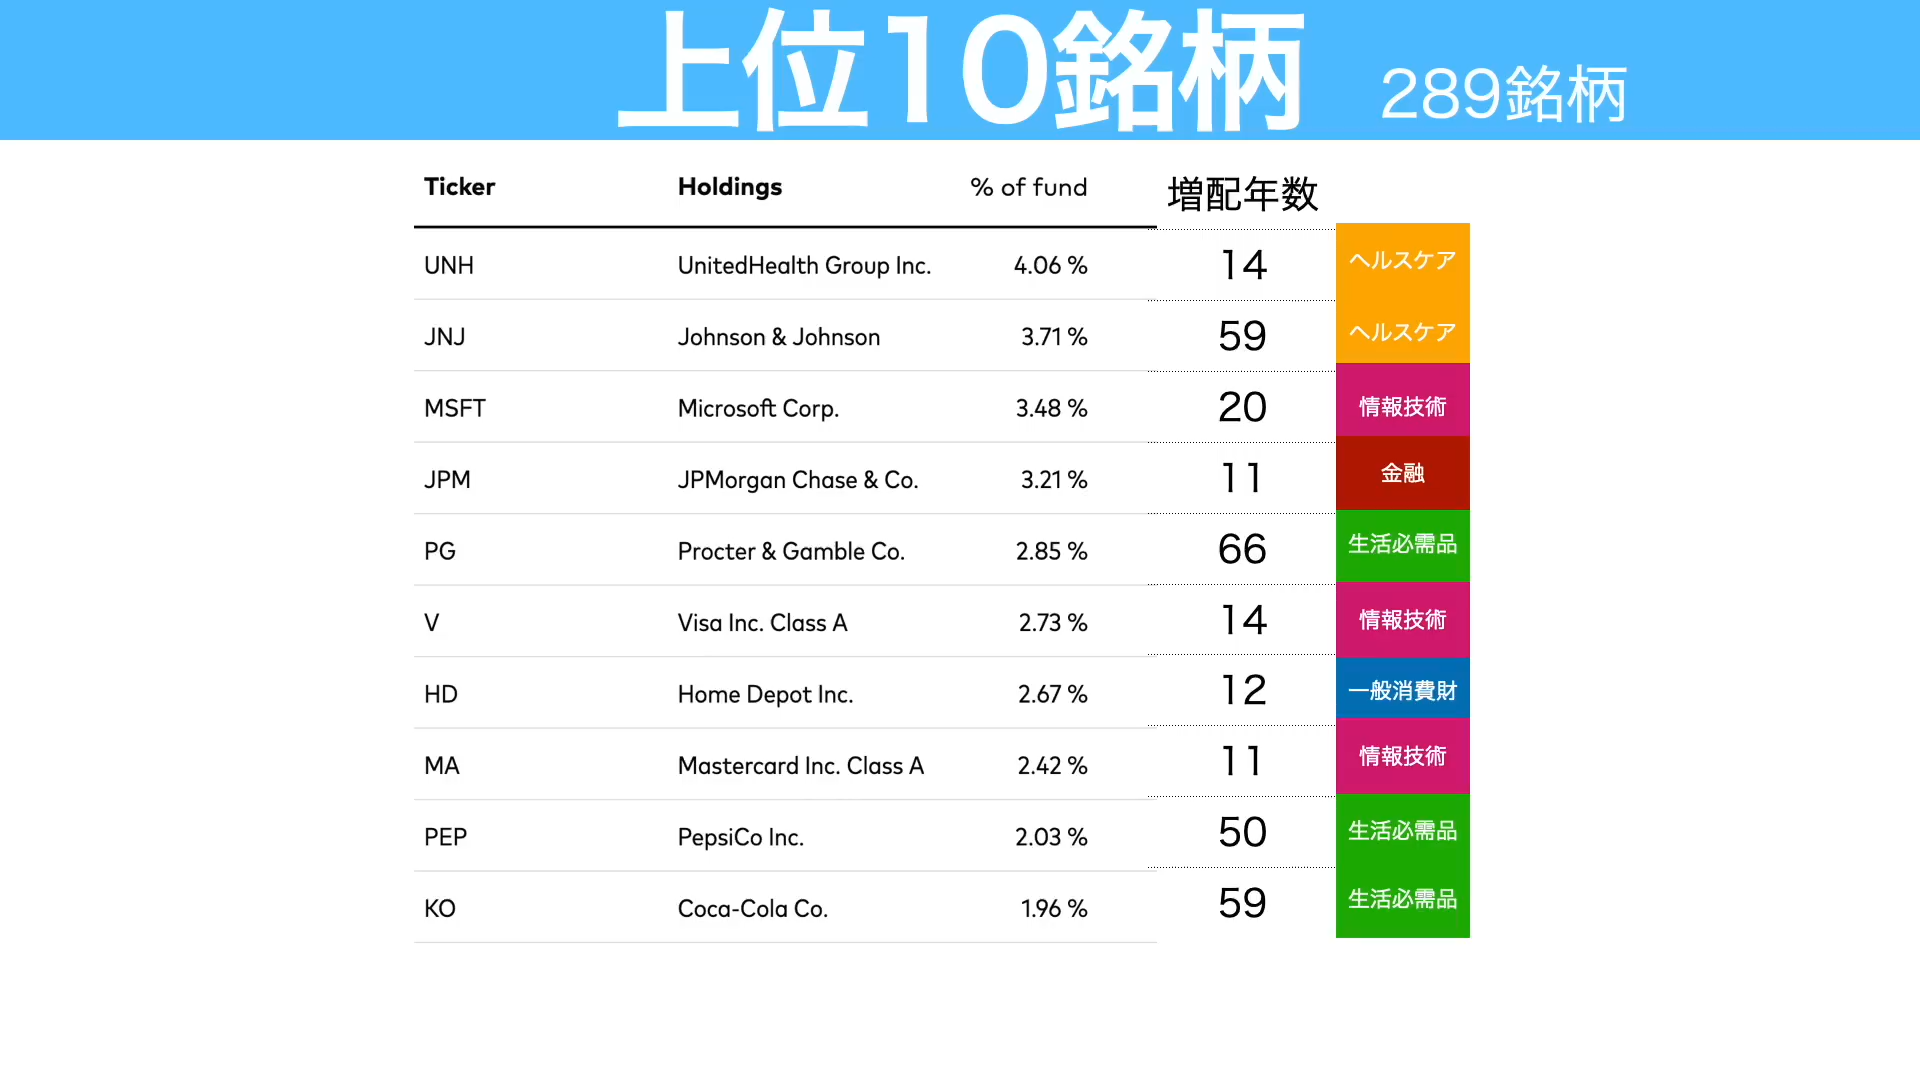 上位10銘柄 289銘柄
Ticker Holdings % of fund 増配年数
UNH UnitedHealth Group Inc. 4.06 % 14 ヘルスケア
JNJ Johnson & Johnson 3.71 % 59 ヘルスケア
MSFT Microsoft Corp. 3.48 % 20 情報技術
JPM JPMorgan Chase & Co. 3.21 % 11 金融
PG Procter & Gamble Co. 2.85 % 66 生活必需品
V Visa Inc. Class A 2.73 % 14 情報技術
HD Home Depot Inc. 2.67 % 12 一般消費財
MA Mastercard Inc. Class A 2.42 % 11 情報技術
PEP PepsiCo Inc. 2.03 % 50 生活必需品
KO Coca-Cola Co. 1.96 % 59 生活必需品